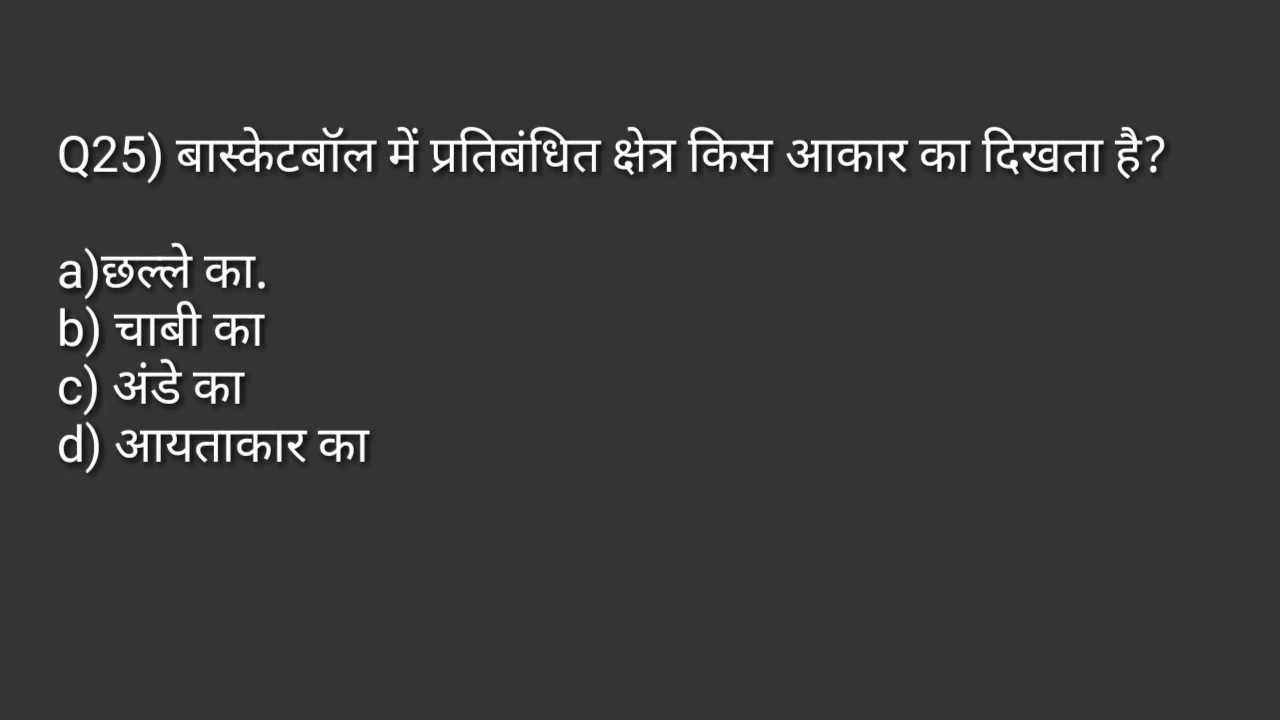 Q25) बास्केटबॉल में प्रतिबंधित क्षेत्र किस आकार का दिखता है?
a)छल्ले का.
b) चाबी का
c) अंडे का
d) आयताकार का